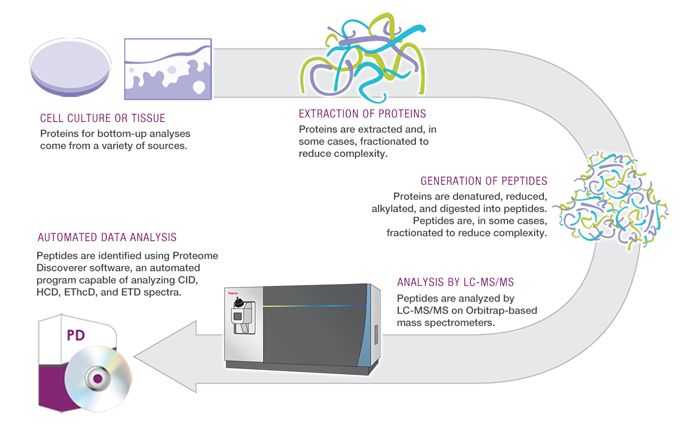 CELL CULTURE OR TISSUE
Proteins for bottom-up analyses
come from a variety of sources.
EXTRACTION OF PROTEINS
Proteins are extracted and, in
some cases, fractionated to
reduce complexity.
GENERATION OF PEPTIDES
Proteins are denatured, reduced,
alkylated, and digested into peptides.
Peptides are, in some cases,
fractionated to reduce complexity.
ANALYSIS BY LC-MS/MS
Peptides are analyzed by
LC-MS/MS on Orbitrap-based
mass spectrometers.
Thermo
AUTOMATED DATA ANALYSIS
Peptides are identified using Proteome
Discoverer software, an automated
program capable of analyzing CID,
HCD, EThcD, and ETD spectra.
PD